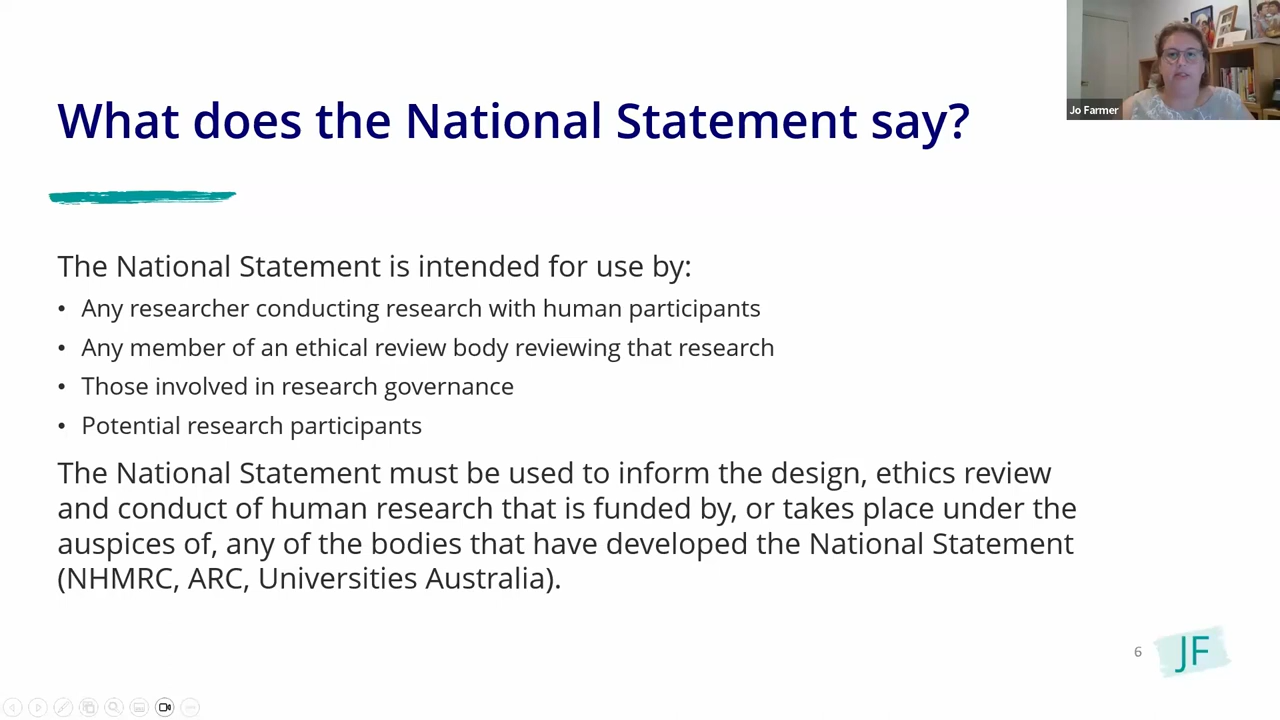 What does the National Statement say?
Jo Farmer
The National Statement is intended for use by:
• Any researcher conducting research with human participants
• Any member of an ethical review body reviewing that research
• Those involved in research governance
• Potential research participants
The National Statement must be used to inform the design, ethics review
and conduct of human research that is funded by, or takes place under the
auspices of, any of the bodies that have developed the National Statement
(NHMRC, ARC, Universities Australia).
6
JF